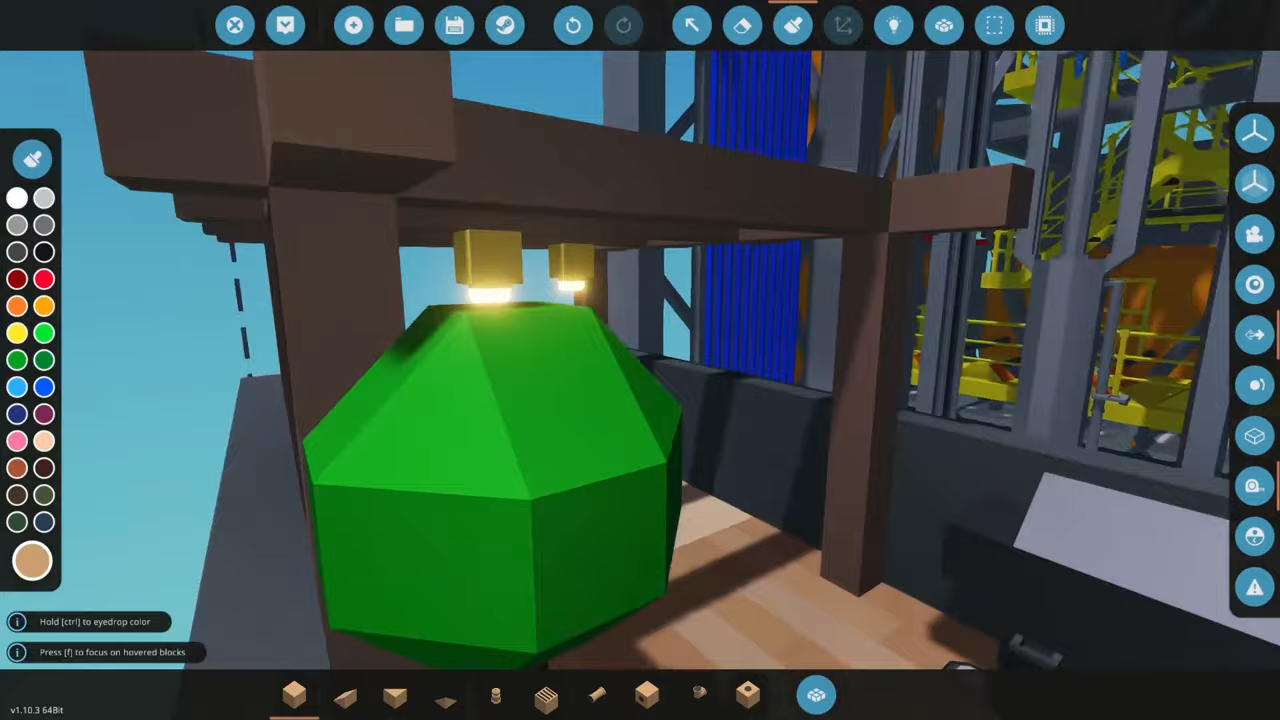 Hold [ctrl] to eyedrop color
Press [f] to focus on hovered blocks
v1.10.3 64Bit